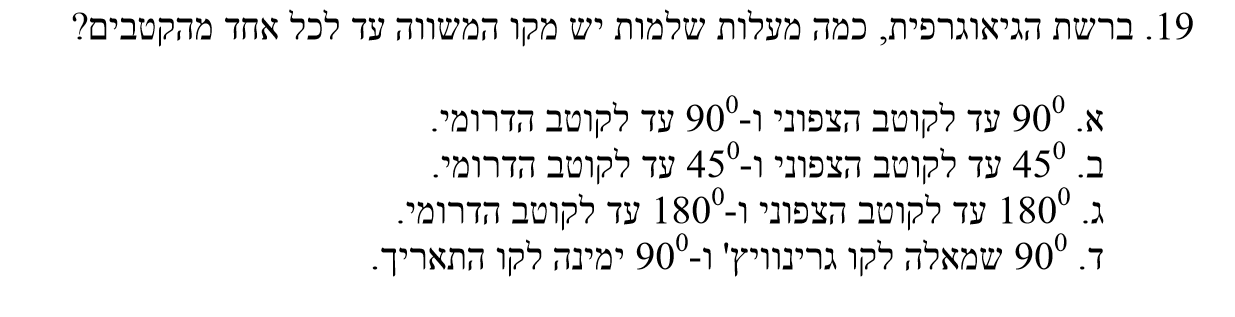 19. ברשת הגיאוגרפית, כמה מעלות שלמות יש מקו המשווה עד לכל אחד מהקטבים?
א. 90⁰ עד לקוטב הצפוני ו-90⁰ עד לקוטב הדרומי.
ב. 45⁰ עד לקוטב הצפוני ו-45⁰ עד לקוטב הדרומי.
ג. 180⁰ עד לקוטב הצפוני ו-180⁰ עד לקוטב הדרומי.
ד. 90⁰ שמאלה לקו גרינוויץ' ו-90⁰ ימינה לקו התאריך.